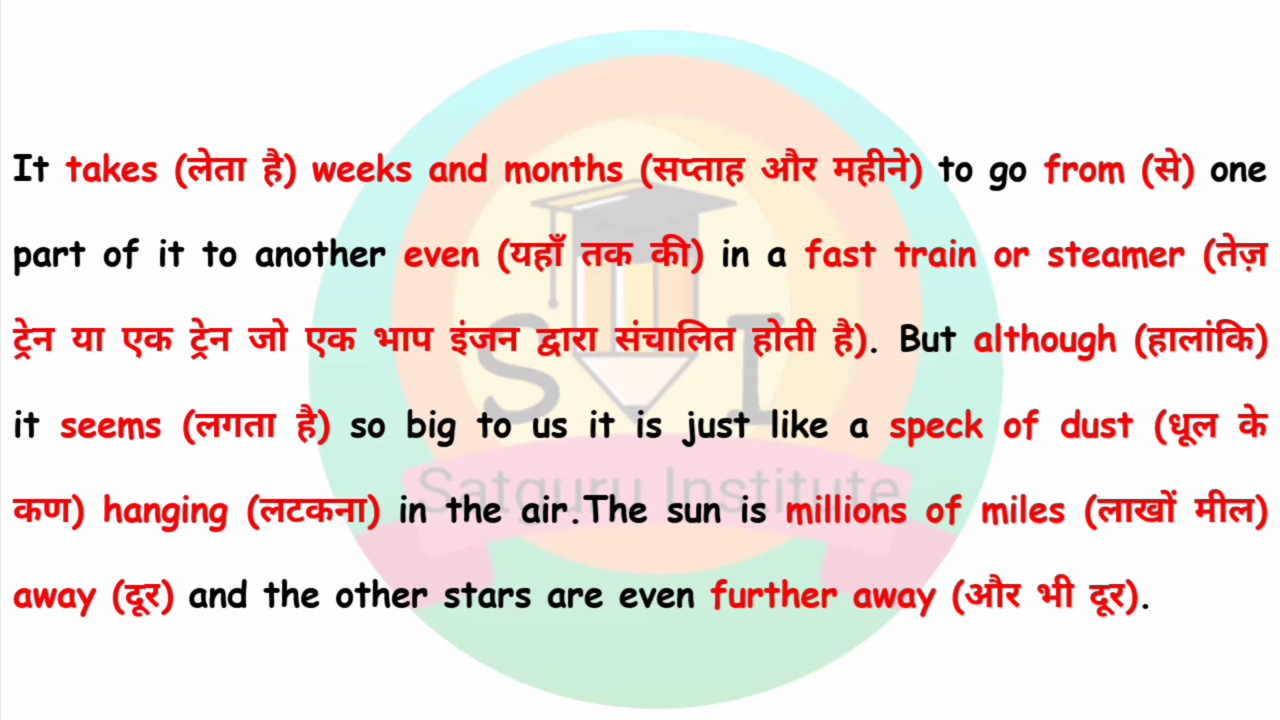 It takes (लेता है) weeks and months (सप्ताह और महीने) to go from (से) one
part of it to another even (यहाँ तक की) in a fast train or steamer (तेज़
ट्रेन या एक ट्रेन जो एक भाप इंजन द्वारा संचालित होती है). But although (हालांकि)
it seems (लगता है) so big to us it is just like a speck of dust (धूल के
कण) hanging (लटकना) in the air.The sun is millions of miles (लाखों मील)
away (दूर) and the other stars are even further away (और भी दूर).
S I
Satguru Institute